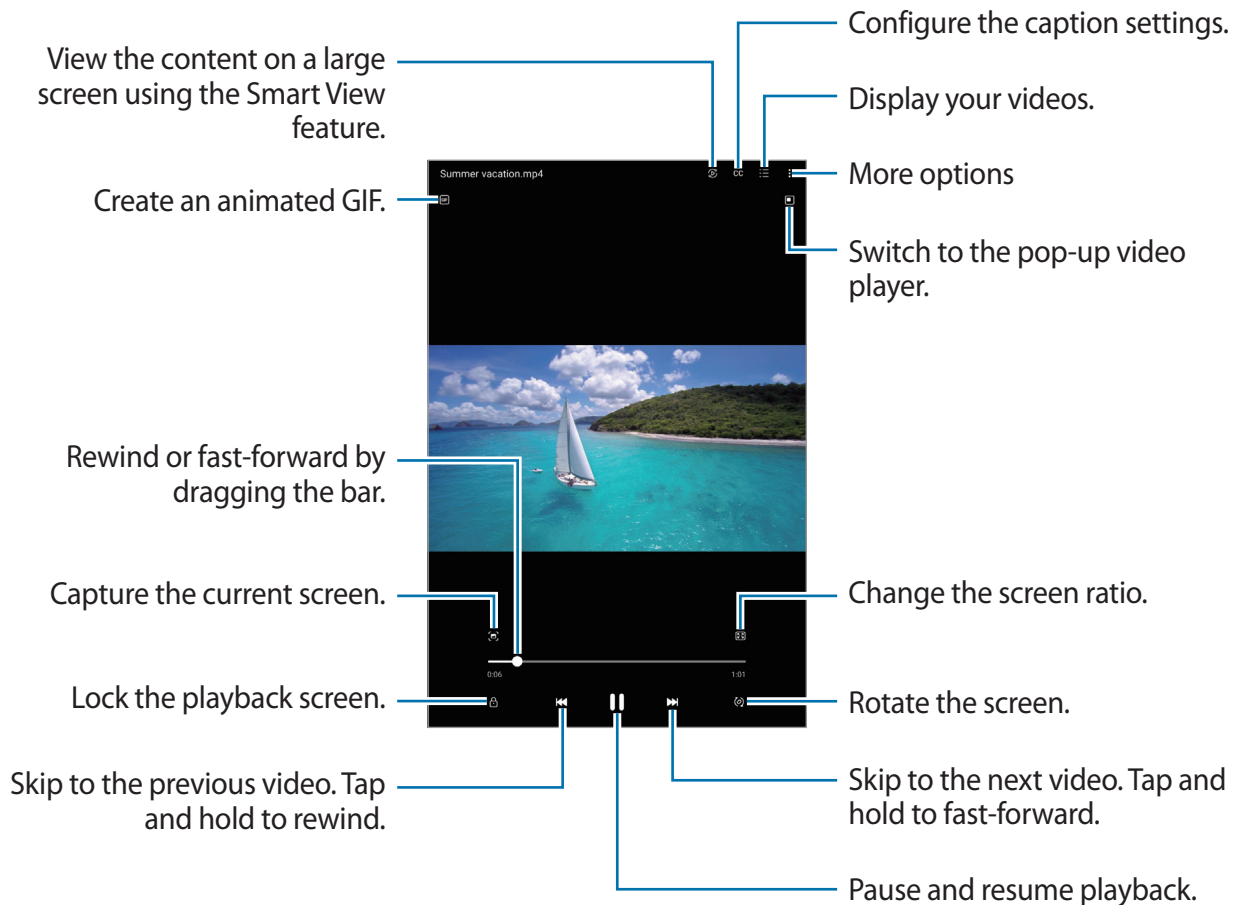 Configure the caption settings.
View the content on a large
screen using the Smart View
feature.
Display your videos.
More options
Create an animated GIF.
Switch to the pop-up video
player.
Summer vacation.mp4
CC
GIF
Rewind or fast-forward by
dragging the bar.
Capture the current screen.
Change the screen ratio.
0:06
1:01
Lock the playback screen.
Rotate the screen.
Skip to the previous video. Tap
and hold to rewind.
Skip to the next video. Tap and
hold to fast-forward.
Pause and resume playback.